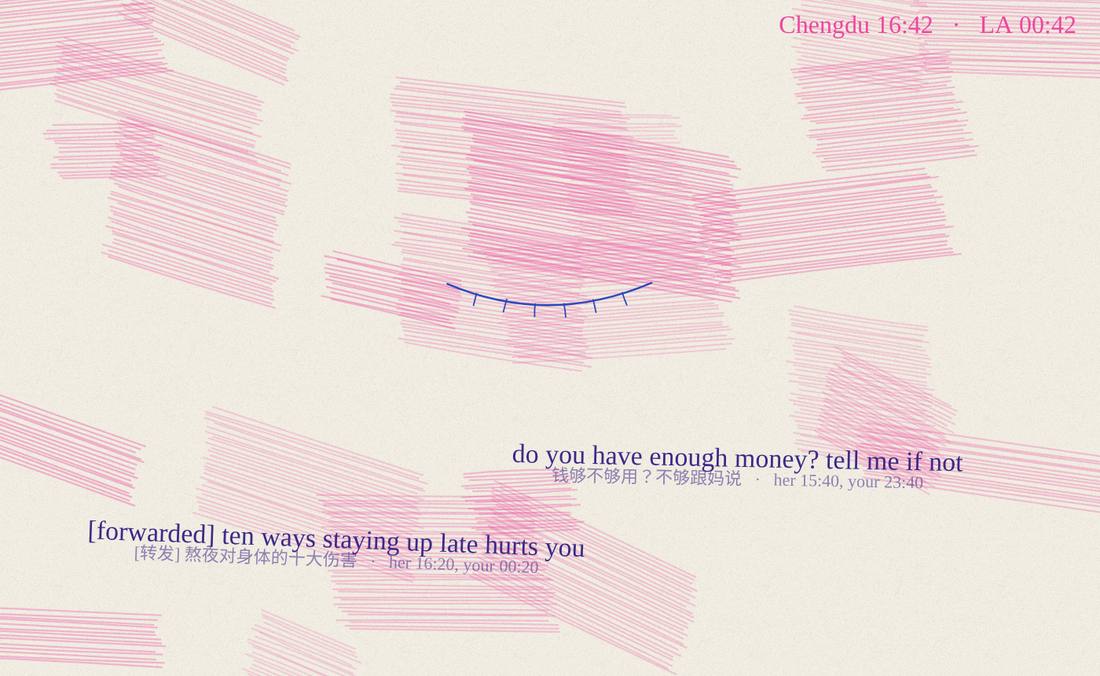 Chengdu 16:42 · LA 00:42
do you have enough money? tell me if not
钱够不够用？不够跟妈说 · her 15:40, your 23:40
[forwarded] ten ways staying up late hurts you
[转发] 熬夜对身体的十大伤害 · her 16:20, your 00:20